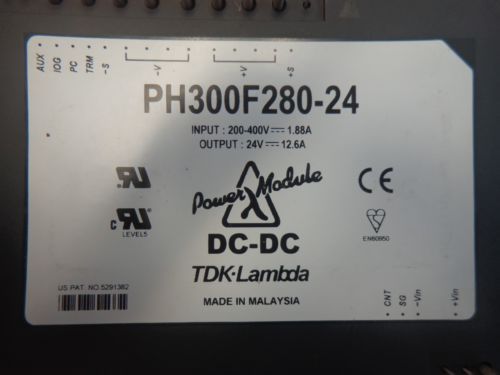 AUX
IOG
PC
TRM
-S
-V
+V
+S
PH300F280-24
INPUT : 200-400V⎓1.88A
OUTPUT : 24V⎓12.6A
Power Module
λ
C
LEVEL5
CE
DC-DC
EN60950
TDK-Lambda
US PAT. NO.5291382
MADE IN MALAYSIA
CNT
SG
-Vin
+Vin